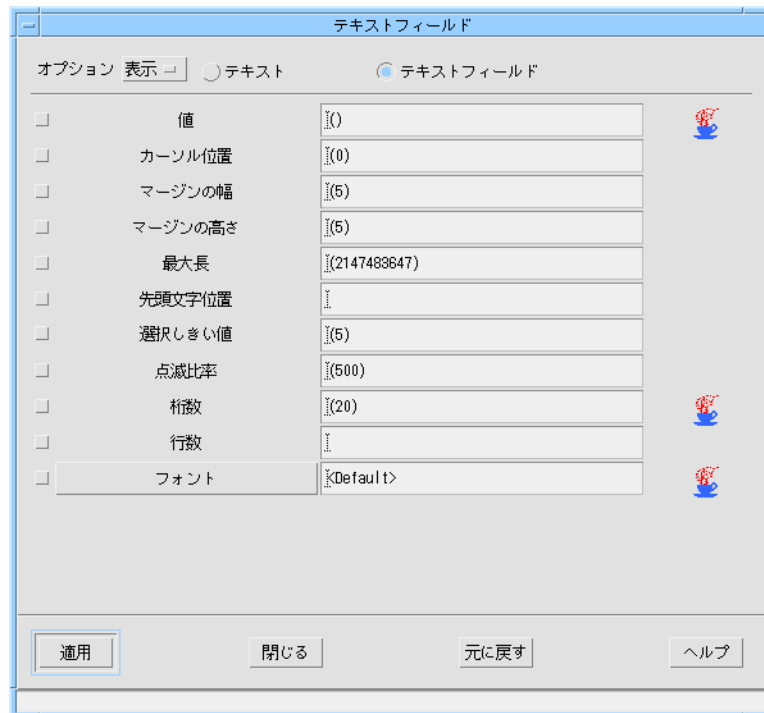 テキストフィールド
オプション 表示 テキスト テキストフィールド
値 ()
カーソル位置 (0)
マージンの幅 (5)
マージンの高さ (5)
最大長 (2147483647)
先頭文字位置
選択しきい値 (5)
点滅比率 (500)
桁数 (20)
行数
フォント <Default>
適用 閉じる 元に戻す ヘルプ